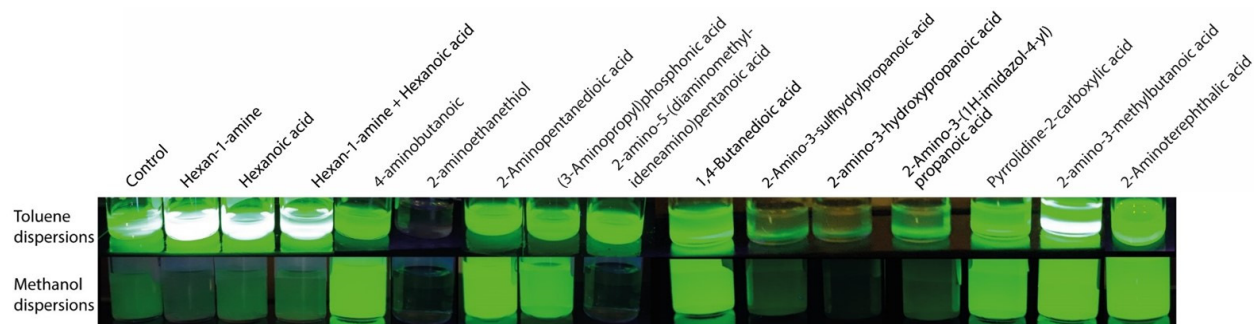 Control
Hexan-1-amine
Hexanoic acid
Hexan-1-amine + Hexanoic acid
4-aminobutanoic
2-aminoethanethiol
2-Aminopentanedioic acid
(3-Aminopropyl)phosphonic acid
2-amino-5-(diaminomethyl-
ideneamino)pentanoic acid
1,4-Butanedioic acid
2-Amino-3-sulfhydrylpropanoic acid
2-amino-3-hydroxypropanoic acid
2-Amino-3-(1H-imidazol-4-yl)
propanoic acid
Pyrrolidine-2-carboxylic acid
2-amino-3-methylbutanoic acid
2-Aminoterephthalic acid
Toluene
dispersions
Methanol
dispersions